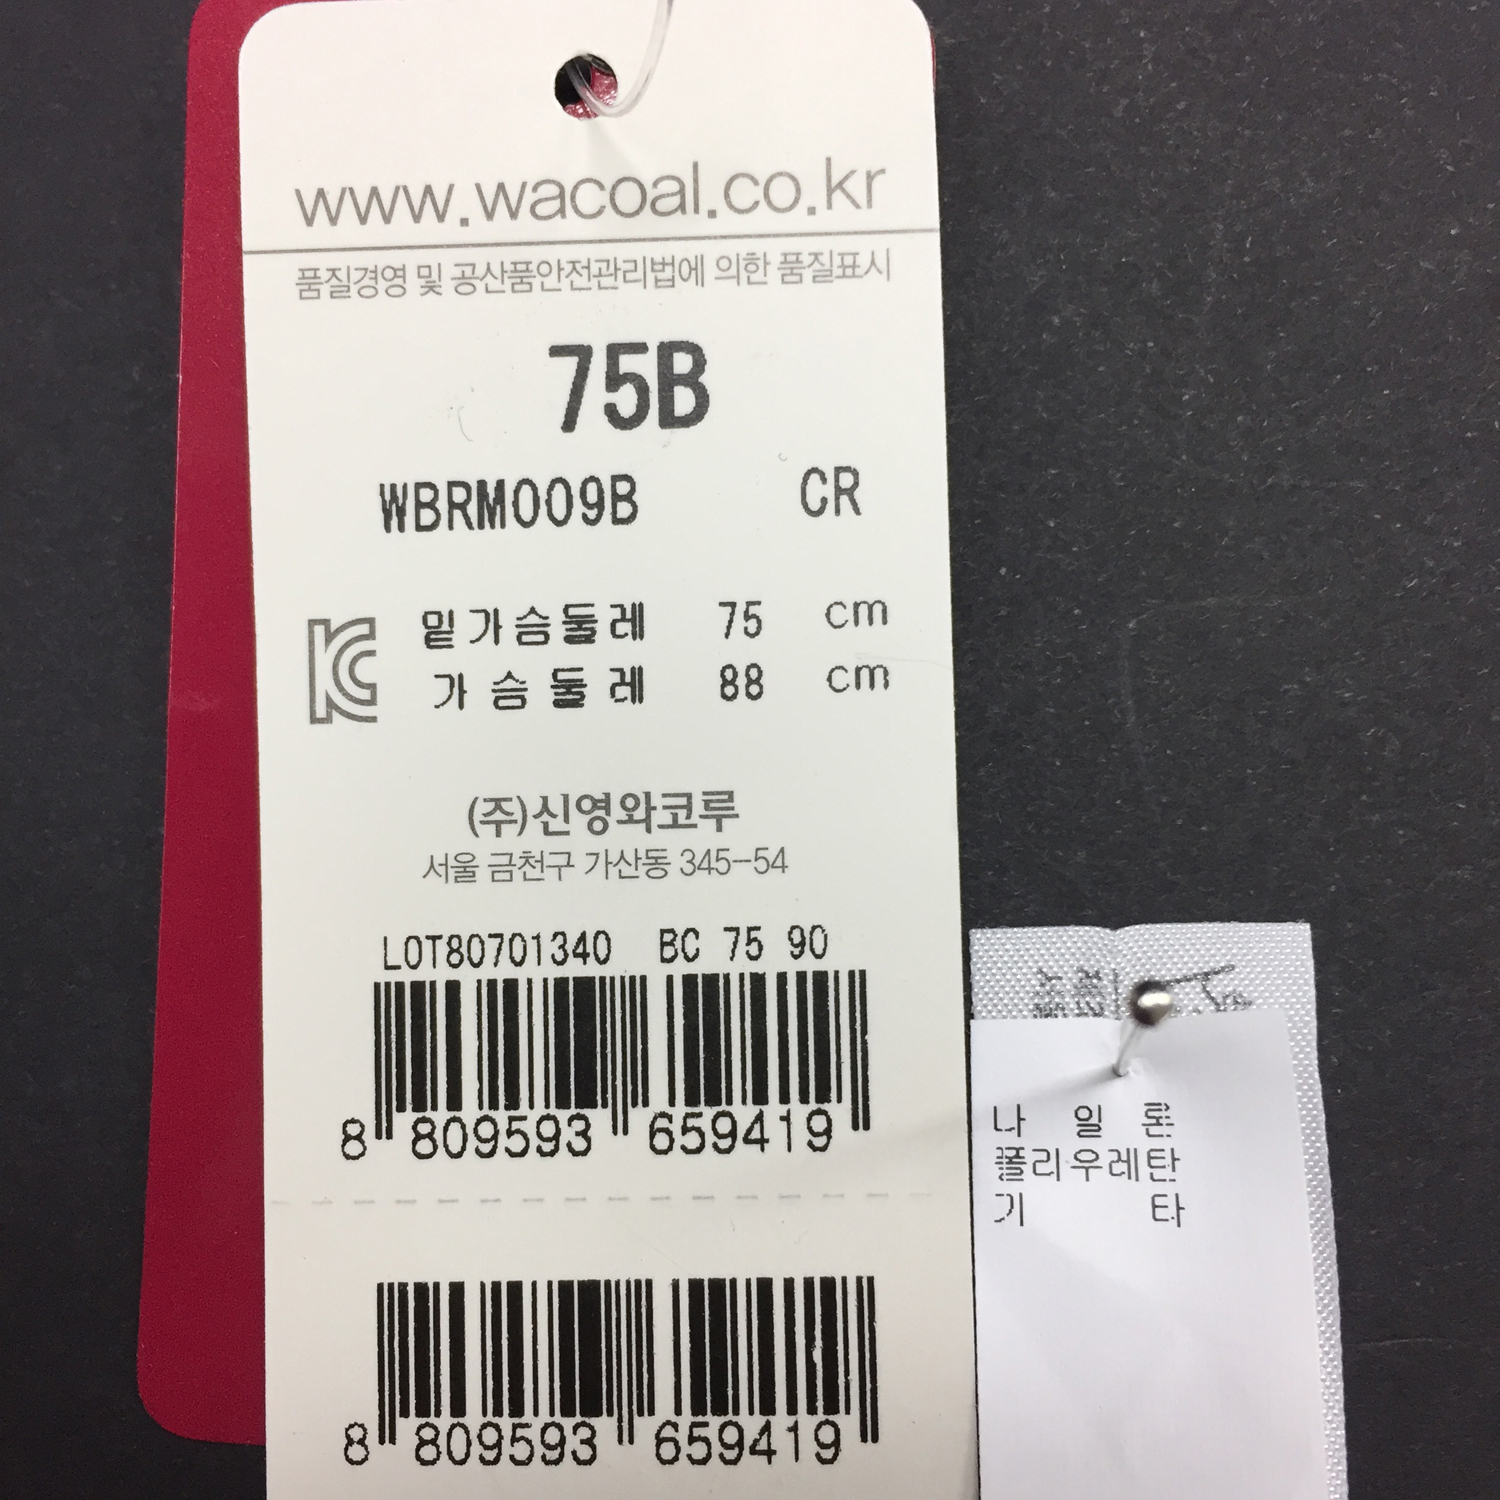 www.wacoal.co.kr
품질경영 및 공산품안전관리법에 의한 품질표시
75B
WBRM009B CR
밑가슴둘레 75 cm
가슴둘레 88 cm
(주)신영와코루
서울 금천구 가산동 345-54
LOT80701340 BC 75 90
8 809593 659419
8 809593 659419
나일론
폴리우레탄
기타